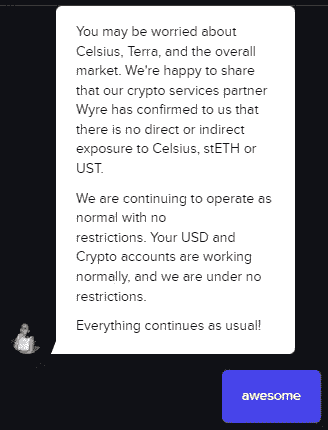 You may be worried about
Celsius, Terra, and the overall
market. We're happy to share
that our crypto services partner
Wyre has confirmed to us that
there is no direct or indirect
exposure to Celsius, stETH or
UST.
We are continuing to operate as
normal with no
restrictions. Your USD and
Crypto accounts are working
normally, and we are under no
restrictions.
Everything continues as usual!
awesome